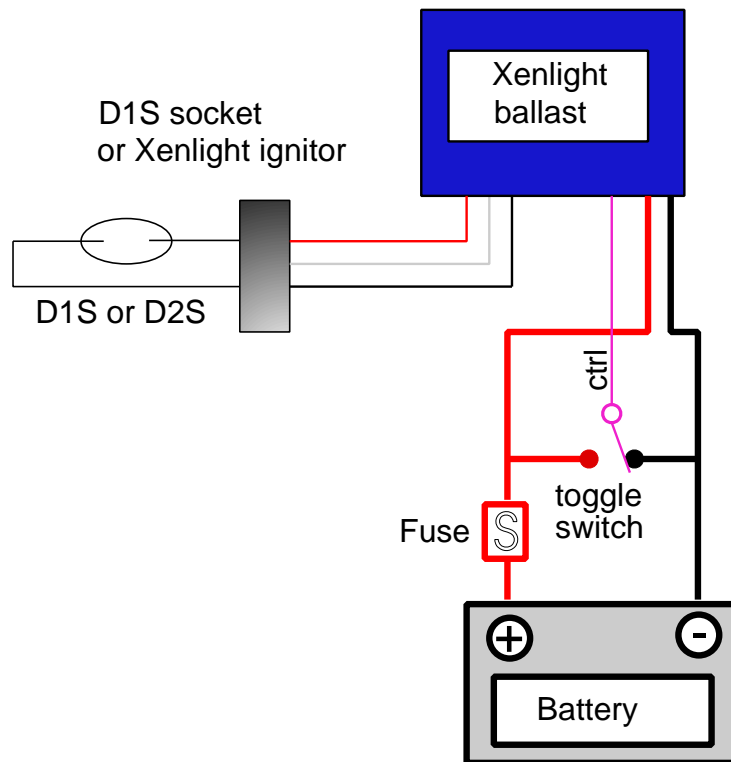 Xenlight
ballast
D1S socket
or Xenlight ignitor
D1S or D2S
ctrl
toggle
switch
Fuse
S
+
-
Battery